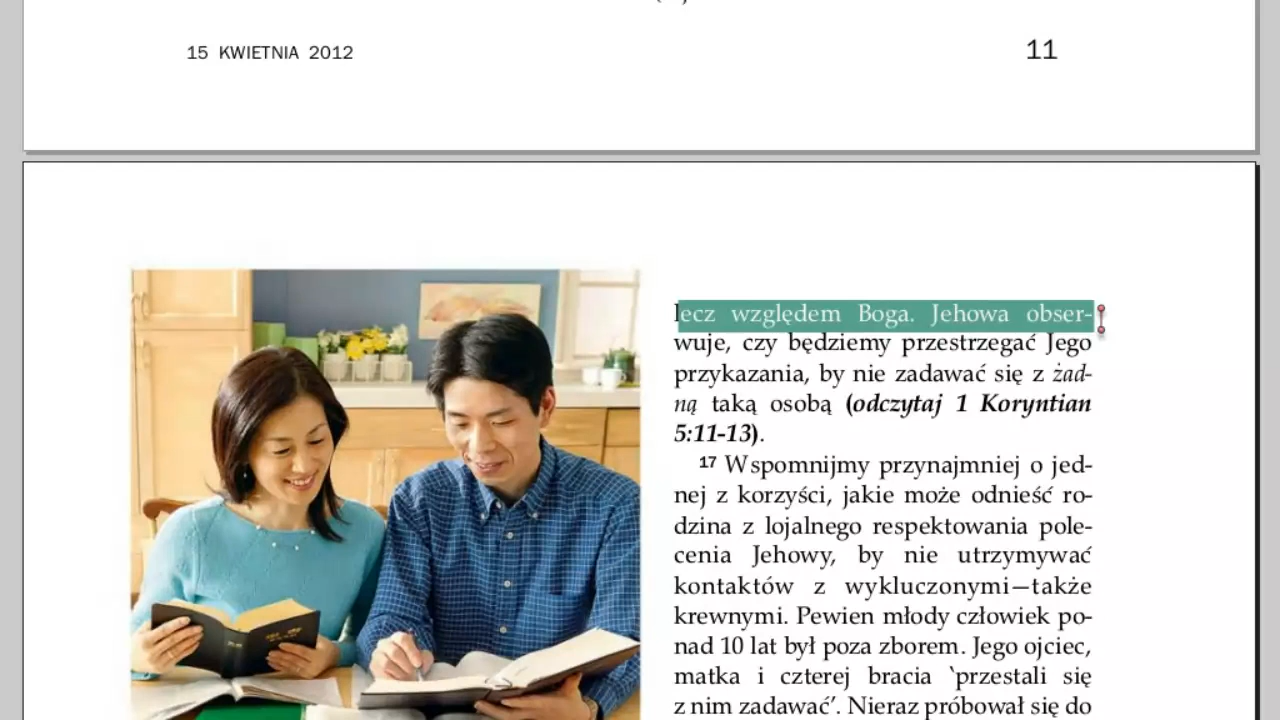 15 KWIETNIA 2012 11
lecz względem Boga. Jehowa obser-
wuje, czy będziemy przestrzegać Jego
przykazania, by nie zadawać się z żad-
ną taką osobą (odczytaj 1 Koryntian
5:11-13).
17 Wspomnijmy przynajmniej o jed-
nej z korzyści, jakie może odnieść ro-
dzina z lojalnego respektowania pole-
cenia Jehowy, by nie utrzymywać
kontaktów z wykluczonymi—także
krewnymi. Pewien młody człowiek po-
nad 10 lat był poza zborem. Jego ojciec,
matka i czterej bracia ‛przestali się
z nim zadawać’. Nieraz próbował się do